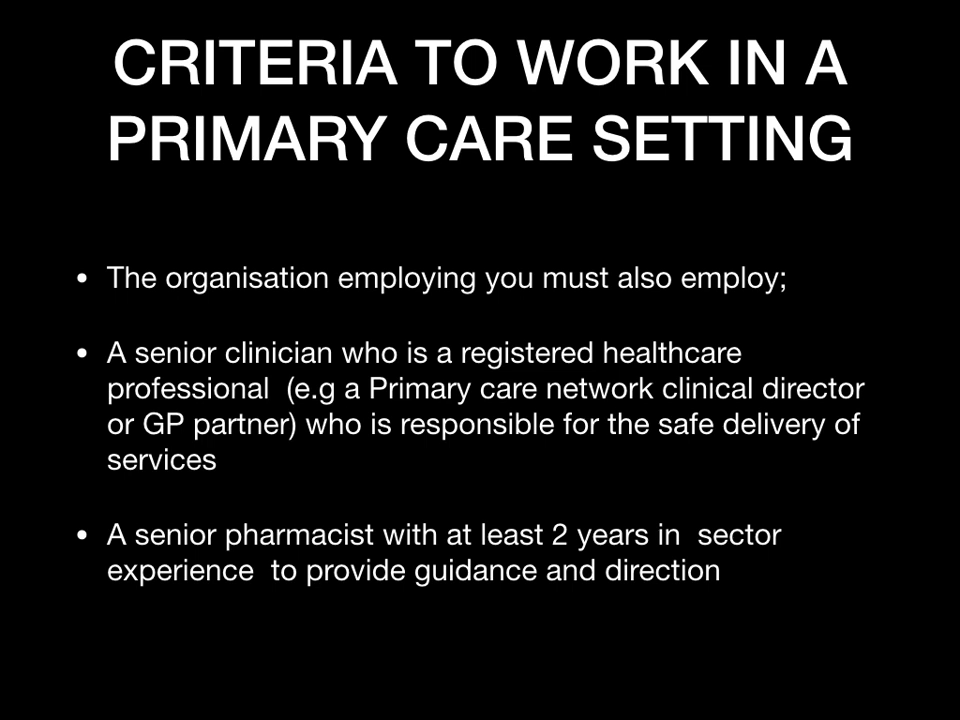 CRITERIA TO WORK IN A
PRIMARY CARE SETTING
• The organisation employing you must also employ;
• A senior clinician who is a registered healthcare
professional  (e.g a Primary care network clinical director
or GP partner) who is responsible for the safe delivery of
services
• A senior pharmacist with at least 2 years in  sector
experience  to provide guidance and direction